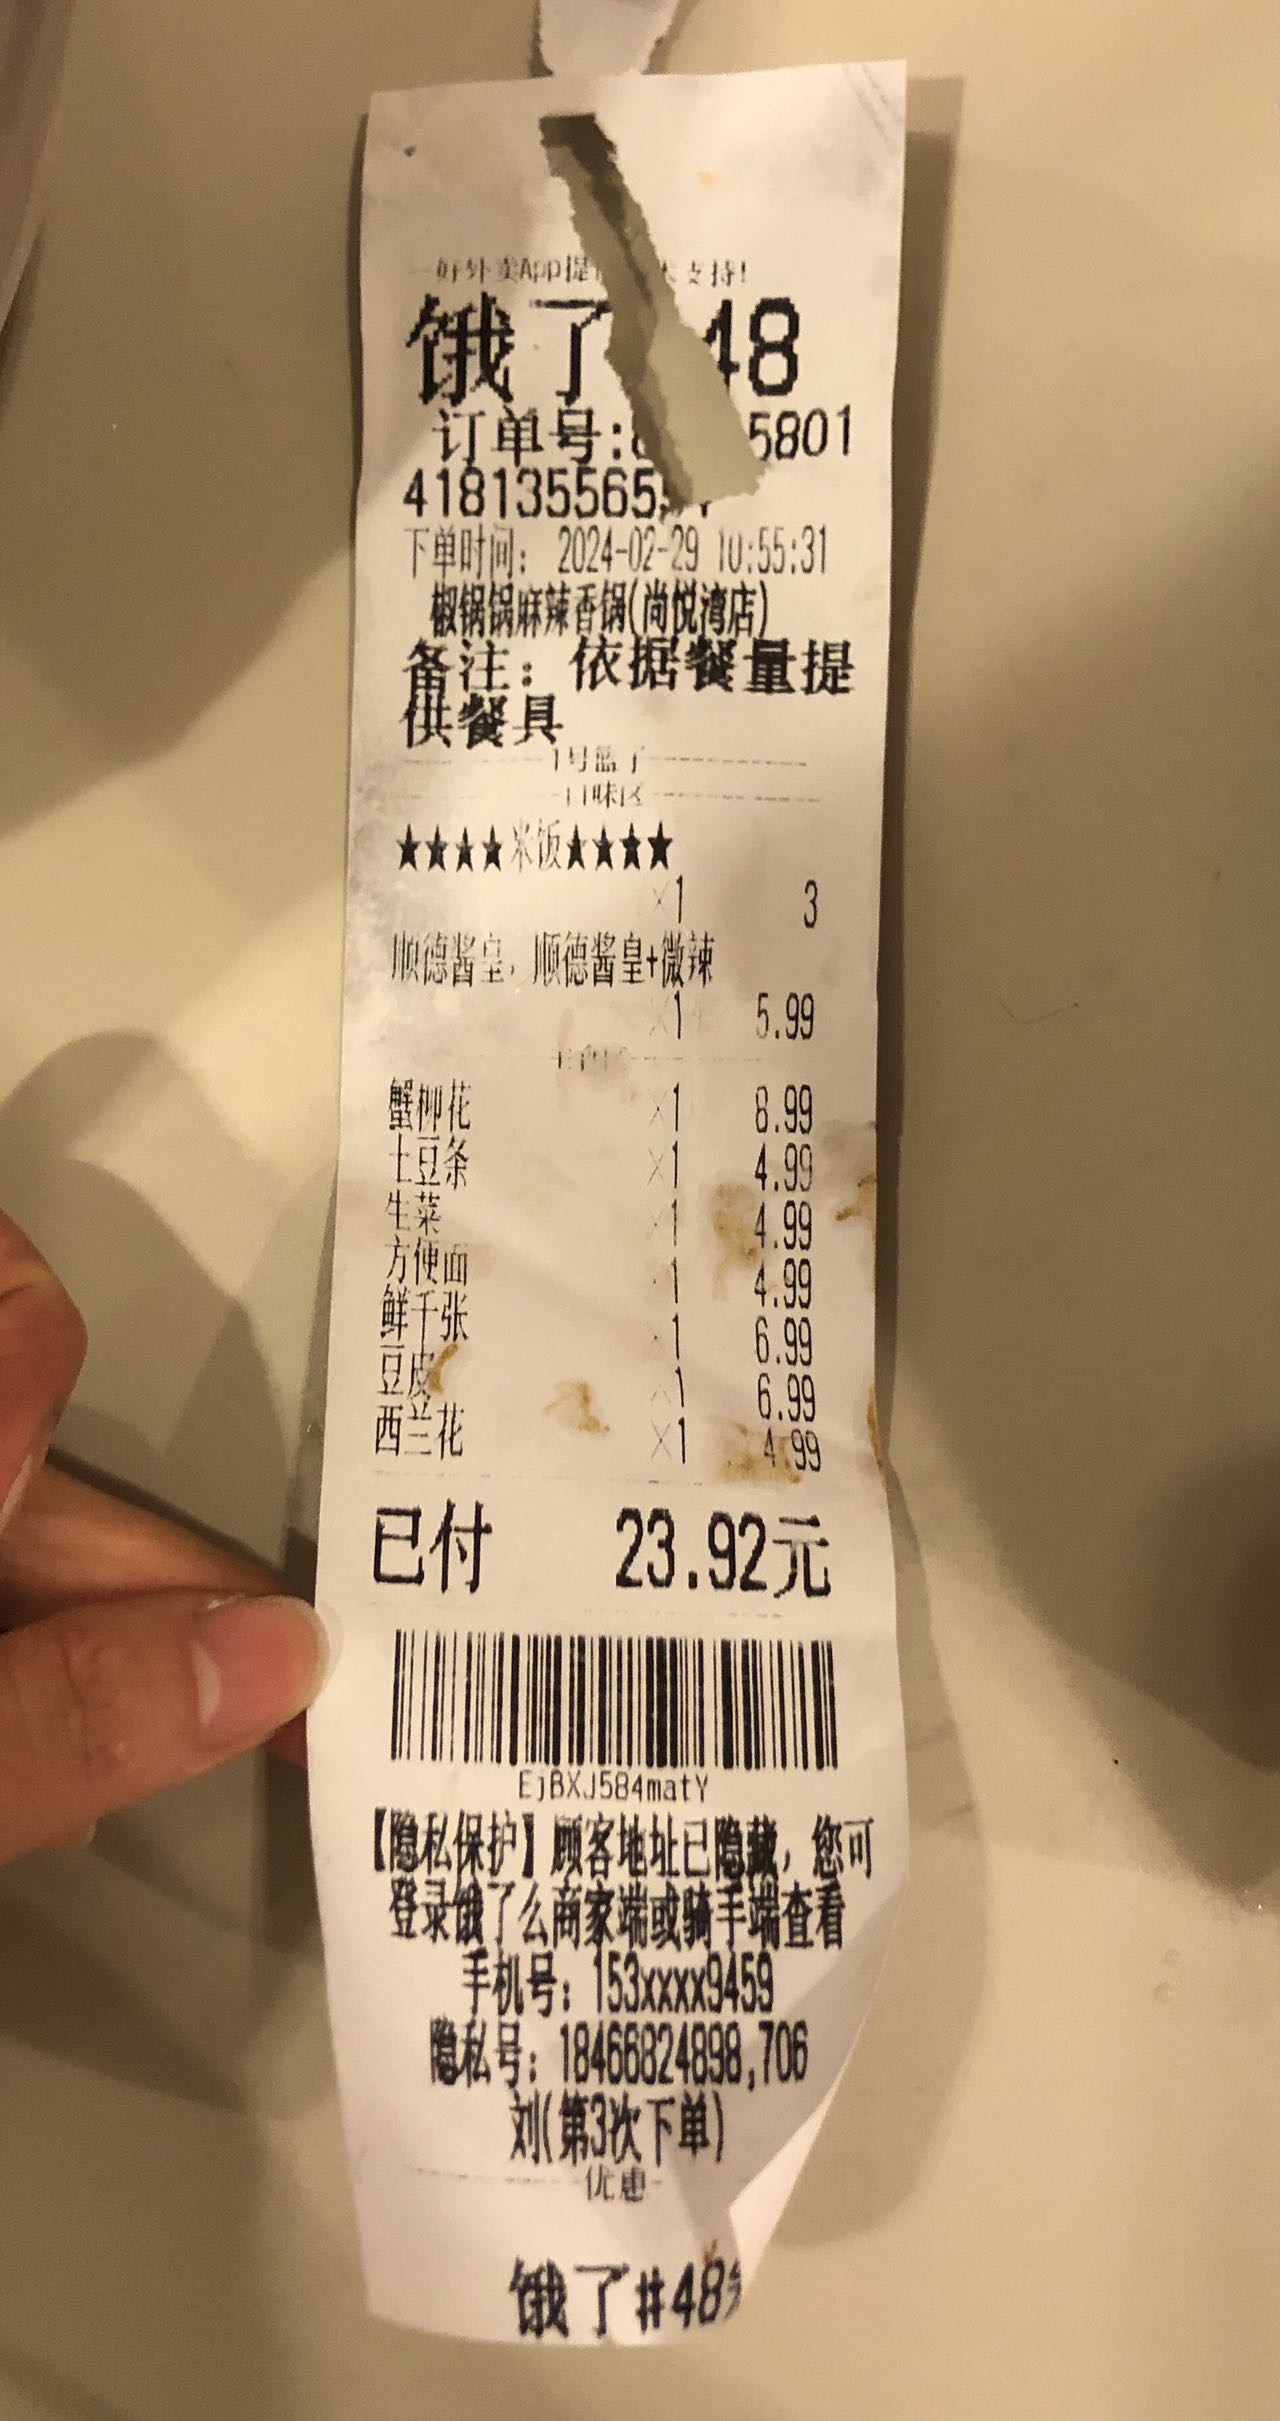 好外卖App提 支持!
饿了 48
订单号: 5801
4181355565
下单时间: 2024-02-29 10:55:31
椒锅锅麻辣香锅(尚悦湾店)
备注: 依据餐量提
供餐具
1号篮子
口味区
★★★★米饭★★★★
×1 3
顺德酱皇, 顺德酱皇+微辣
×1 5.99
蟹柳花 ×1 8.99
土豆条 ×1 4.99
生菜 ×1 4.99
方便面 ×1 4.99
鲜千张 ×1 6.99
豆皮 ×1 6.99
西兰花 ×1 4.99
已付 23.92元
EjBXJ584matY
【隐私保护】顾客地址已隐藏, 您可
登录饿了么商家端或骑手端查看
手机号: 153xxxx9459
隐私号: 18466824898,706
刘(第3次下单)
优惠
饿了#48